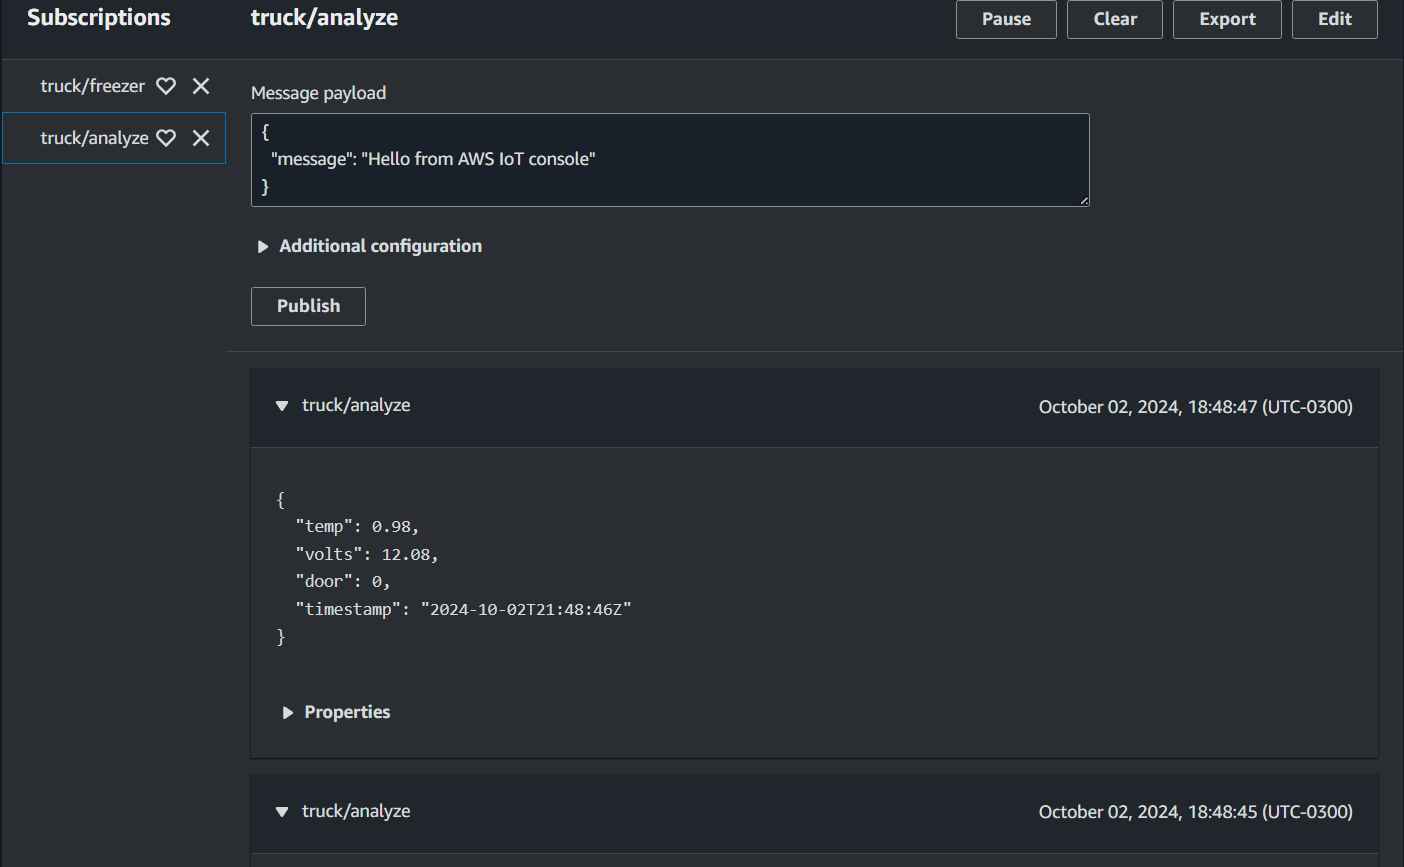 Subscriptions
truck/analyze
Pause
Clear
Export
Edit
truck/freezer
truck/analyze
Message payload
{
"message": "Hello from AWS IoT console"
}
Additional configuration
Publish
truck/analyze
October 02, 2024, 18:48:47 (UTC-0300)
{
"temp": 0.98,
"volts": 12.08,
"door": 0,
"timestamp": "2024-10-02T21:48:46Z"
}
Properties
truck/analyze
October 02, 2024, 18:48:45 (UTC-0300)